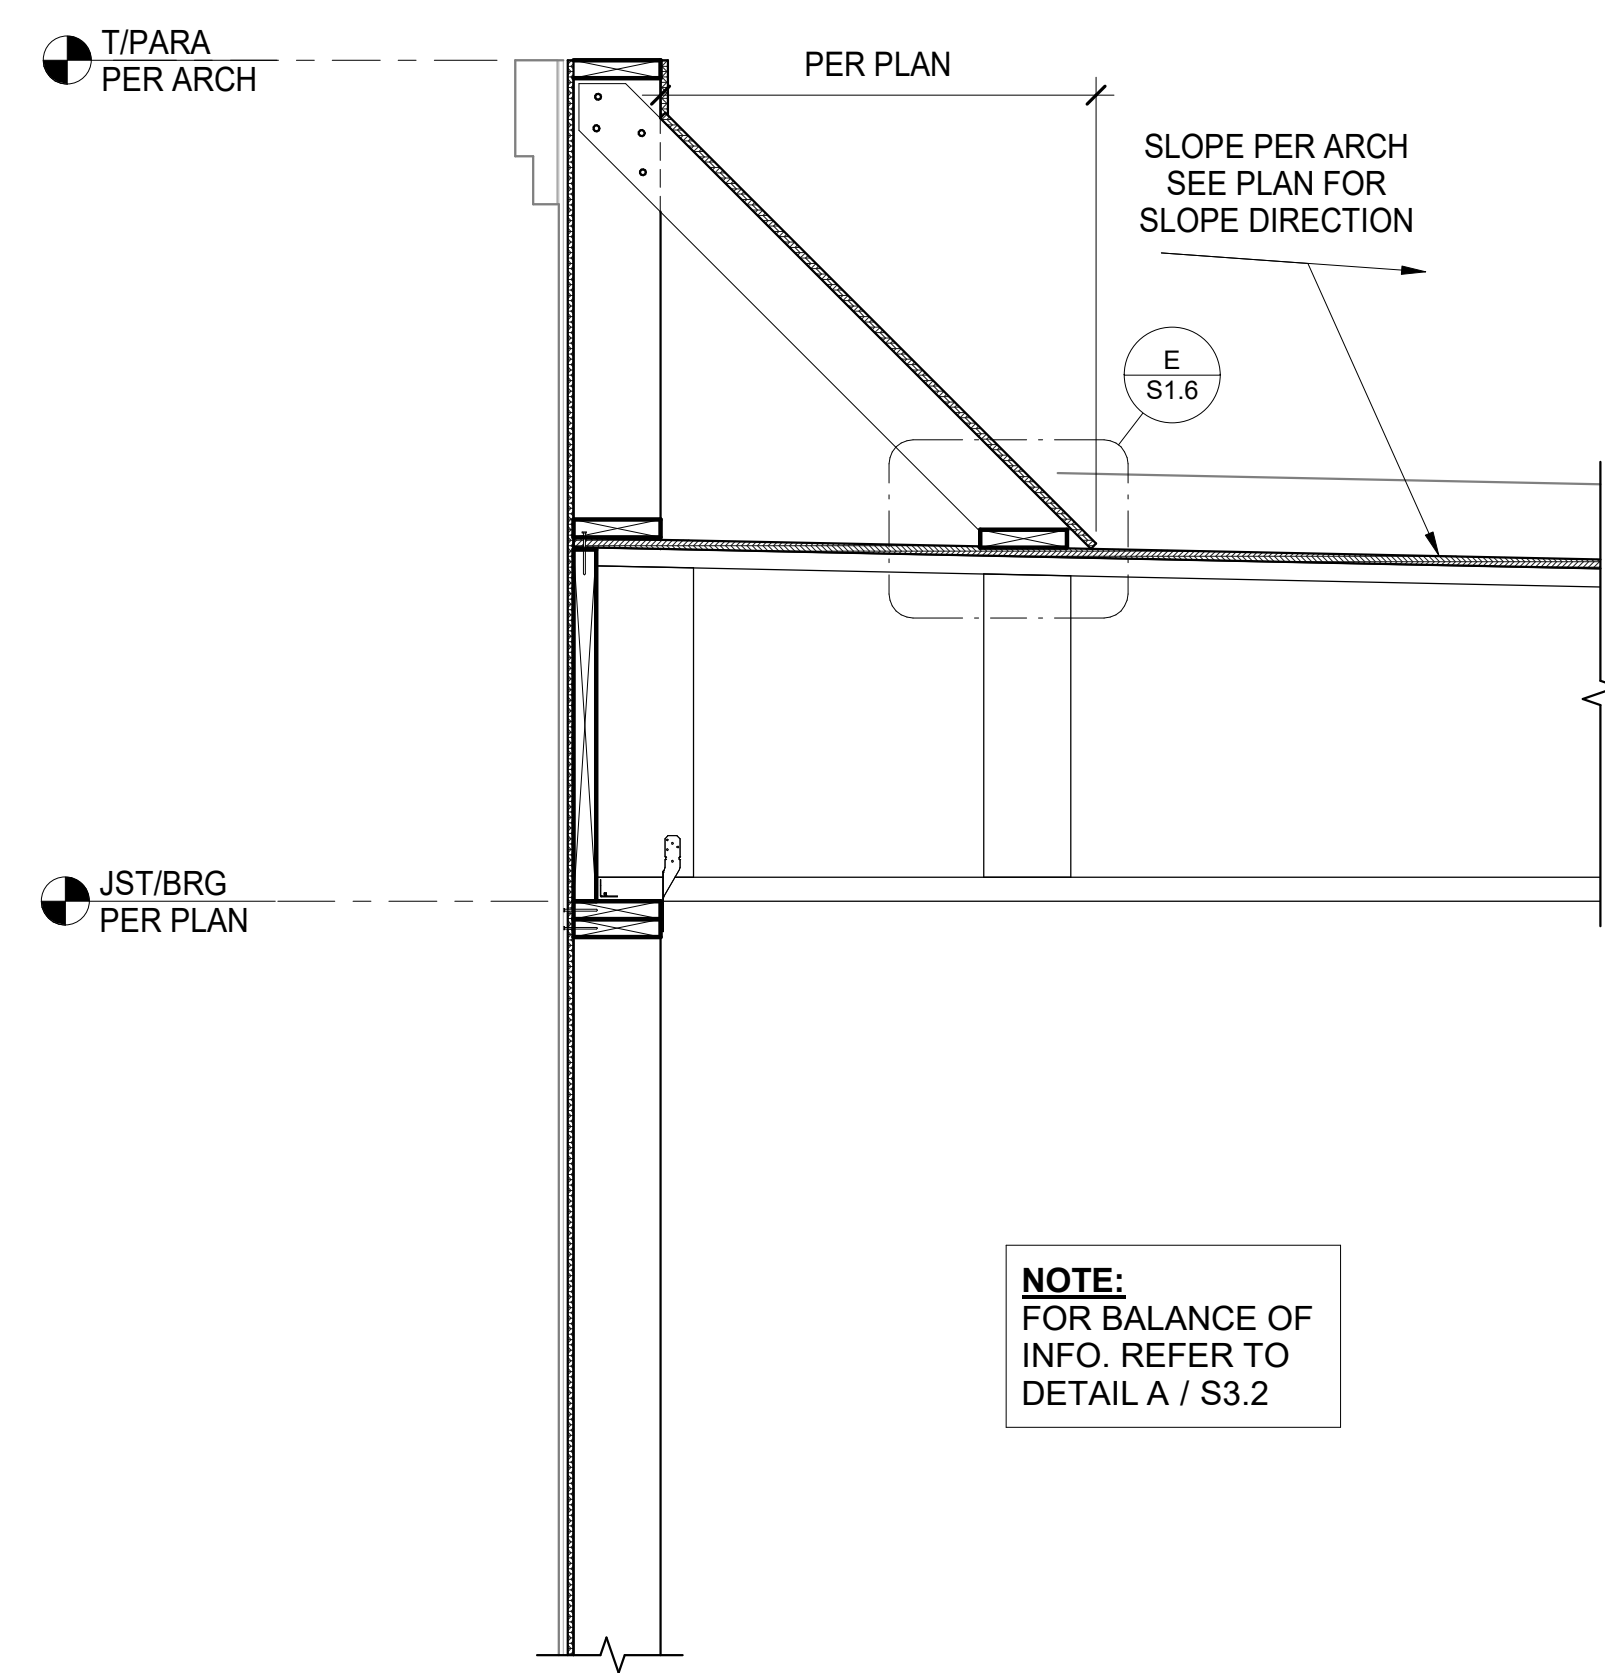 T/PARA
PER ARCH
PER PLAN
SLOPE PER ARCH
SEE PLAN FOR
SLOPE DIRECTION
E
S1.6
JST/BRG
PER PLAN
NOTE:
FOR BALANCE OF
INFO. REFER TO
DETAIL A / S3.2